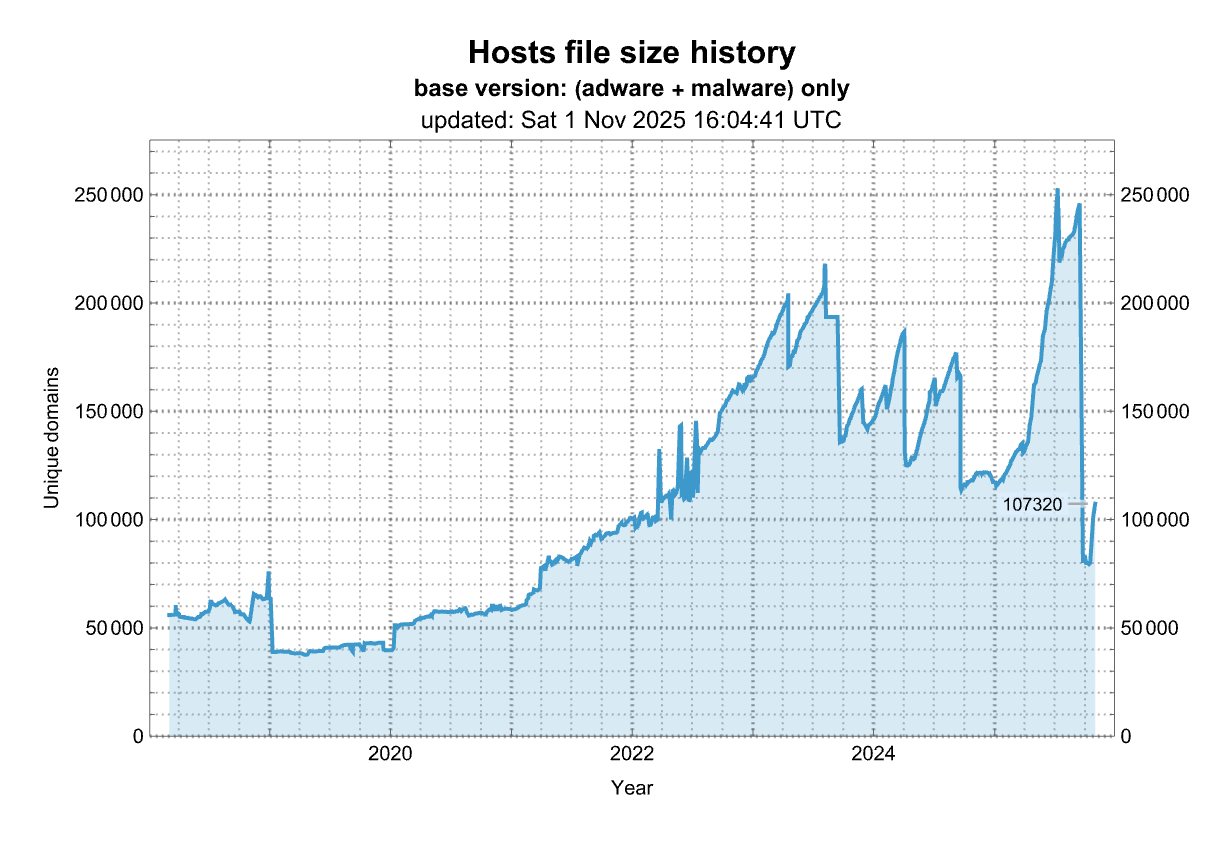 Hosts file size history
base version: (adware + malware) only
updated: Sat 1 Nov 2025 16:04:41 UTC
250 000 250 000
200 000 200 000
150 000 150 000
107320
100 000 100 000
50 000 50 000
0 0
Unique domains
2020 2022 2024
Year